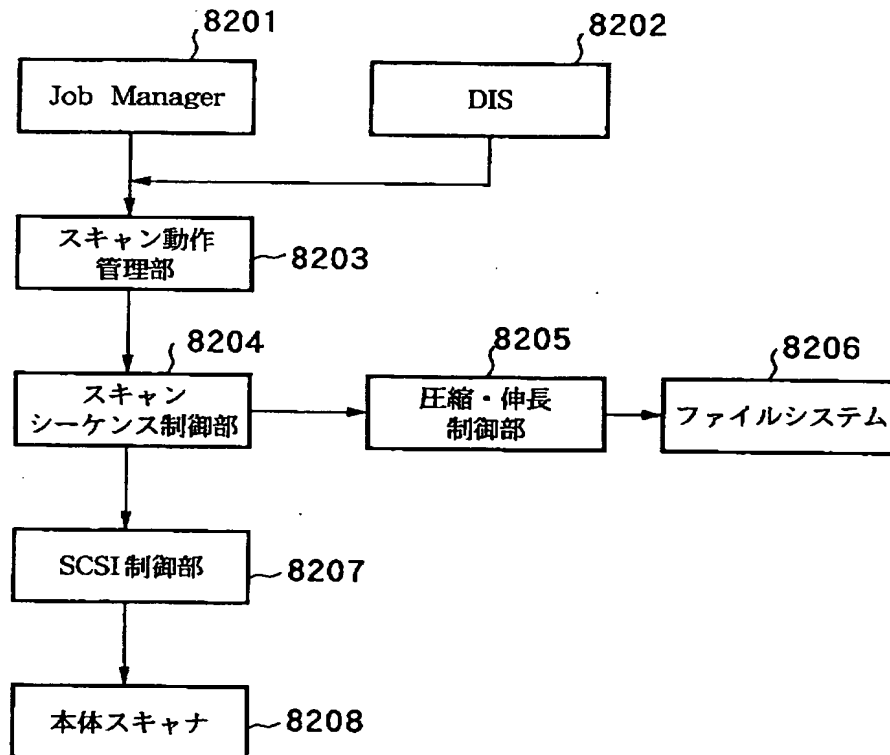 8201
8202
Job Manager
DIS
スキャン動作
管理部
8203
8204
8205
8206
スキャン
シーケンス制御部
圧縮・伸長
制御部
ファイルシステム
SCSI制御部
8207
本体スキャナ
8208